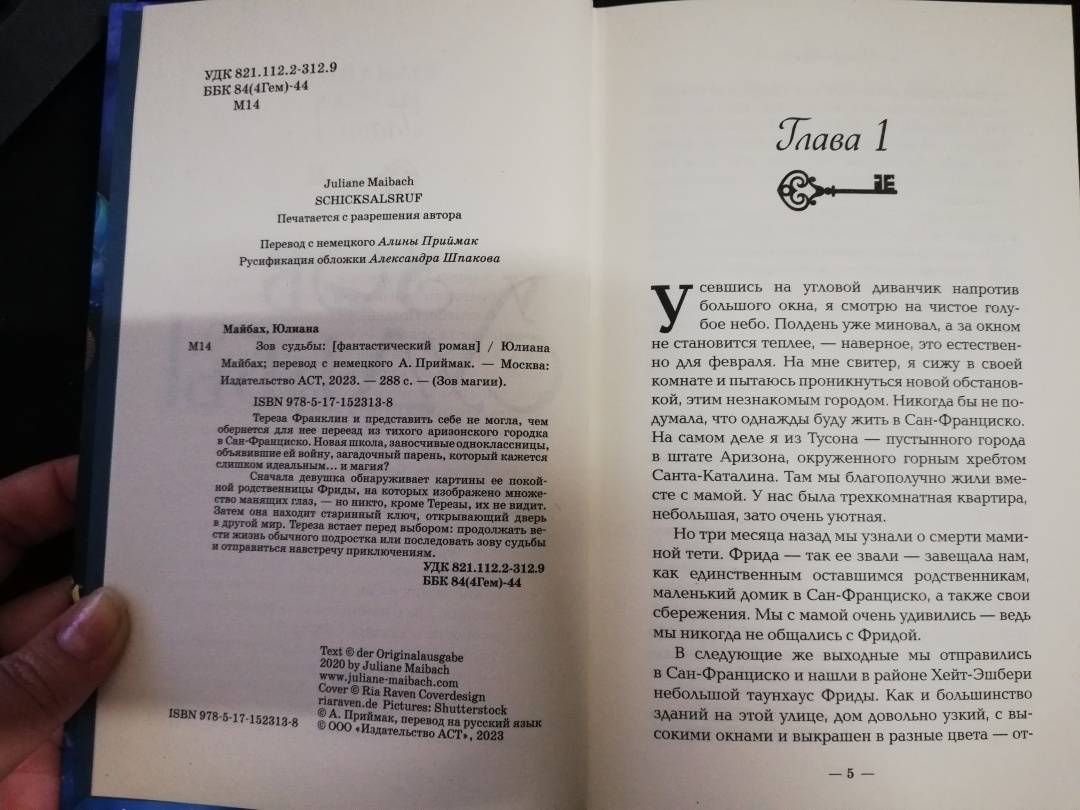 УДК 821.112.2-312.9
ББК 84(4Гем)-44
М14
Juliane Maibach
SCHICKSALSRUF
Печатается с разрешения автора
Перевод с немецкого Алины Приймак
Русификация обложки Александра Шпакова
Майбах, Юлиана
М14 Зов судьбы: [фантастический роман] / Юлиана
Майбах; перевод с немецкого А. Приймак. — Москва:
Издательство АСТ, 2023. — 288 с. — (Зов магии).
ISBN 978-5-17-152313-8
Тереза Франклин и представить себе не могла, чем
обернется для нее переезд из тихого аризонского городка
в Сан-Франциско. Новая школа, заносчивые одноклассницы,
объявившие ей войну, загадочный парень, который кажется
слишком идеальным... и магия?
Сначала девушка обнаруживает картины ее покой-
ной родственницы Фриды, на которых изображено множе-
ство манящих глаз, — но никто, кроме Терезы, их не видит.
Затем она находит старинный ключ, открывающий дверь
в другой мир. Тереза встает перед выбором: продолжать ве-
сти жизнь обычного подростка или последовать зову судьбы
и отправиться навстречу приключениям.
УДК 821.112.2-312.9
ББК 84(4Гем)-44
Text © der Originalausgabe
2020 by Juliane Maibach
www.juliane-maibach.com
Cover © Ria Raven Coverdesign
riaraven.de Pictures: Shutterstock
© А. Приймак, перевод на русский язык
ISBN 978-5-17-152313-8 © ООО «Издательство АСТ», 2023
Глава 1
Усевшись на угловой диванчик напротив
большого окна, я смотрю на чистое голу-
бое небо. Полдень уже миновал, а за окном
не становится теплее, — наверное, это естествен-
но для февраля. На мне свитер, я сижу в своей
комнате и пытаюсь проникнуться новой обстанов-
кой, этим незнакомым городом. Никогда бы не по-
думала, что однажды буду жить в Сан-Франциско.
На самом деле я из Тусона — пустынного города
в штате Аризона, окруженного горным хребтом
Санта-Каталина. Там мы благополучно жили вме-
сте с мамой. У нас была трехкомнатная квартира,
небольшая, зато очень уютная.
Но три месяца назад мы узнали о смерти мами-
ной тети. Фрида — так ее звали — завещала нам,
как единственным оставшимся родственникам,
маленький домик в Сан-Франциско, а также свои
сбережения. Мы с мамой очень удивились — ведь
мы никогда не общались с Фридой.
В следующие же выходные мы отправились
в Сан-Франциско и нашли в районе Хейт-Эшбери
небольшой таунхаус Фриды. Как и большинство
зданий на этой улице, дом довольно узкий, с вы-
сокими окнами и выкрашен в разные цвета — от-
— 5 —